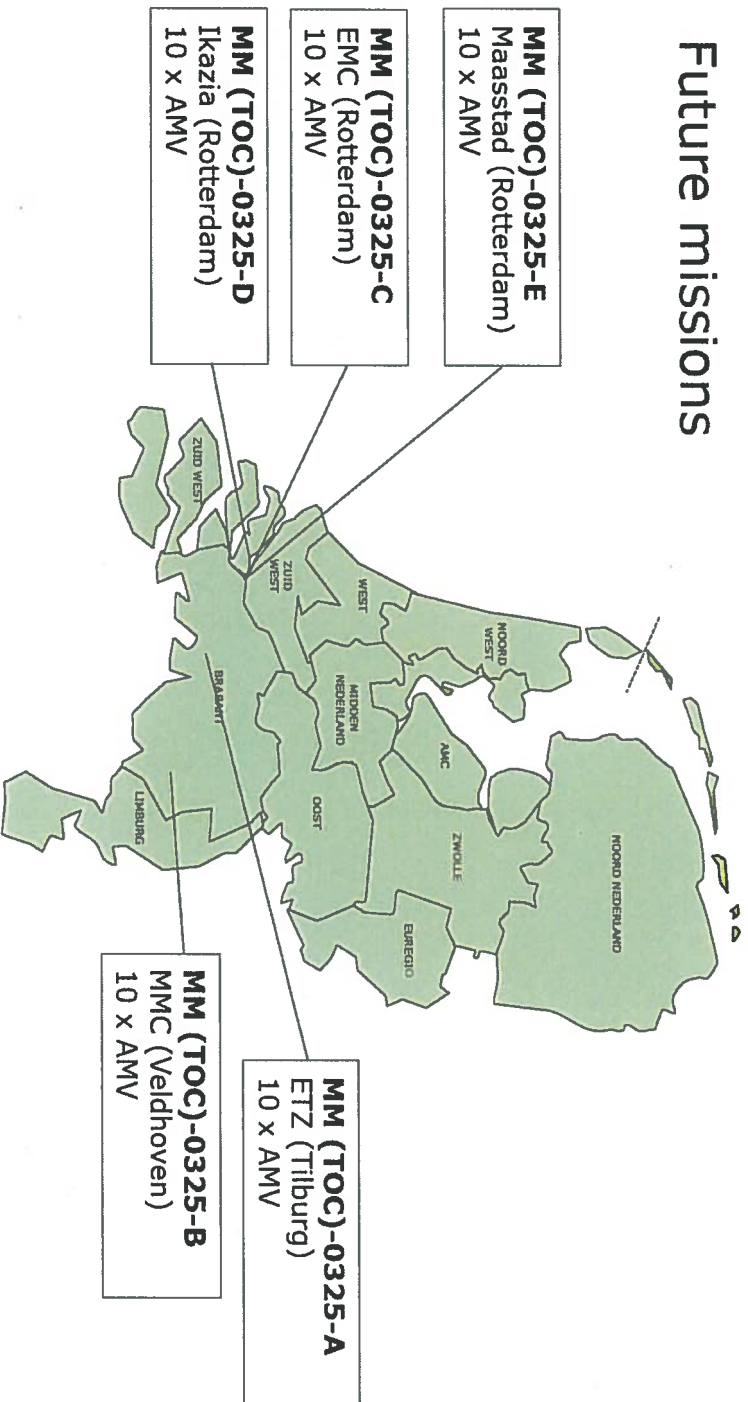 Future missions
MM (TOC)-0325-E
Maasstad (Rotterdam)
10 x AMV
MM (TOC)-0325-C
EMC (Rotterdam)
10 x AMV
MM (TOC)-0325-D
Ikazia (Rotterdam)
10 x AMV
NOORD NEDERLAND
NOORD
WEST
AMC
ZWOLLE
WEST
MIDDEN
NEDERLAND
EUREGIO
ZUID
WEST
OOST
ZUID WEST
BRABANT
LIMBURG
MM (TOC)-0325-A
ETZ (Tilburg)
10 x AMV
MM (TOC)-0325-B
MMC (Veldhoven)
10 x AMV